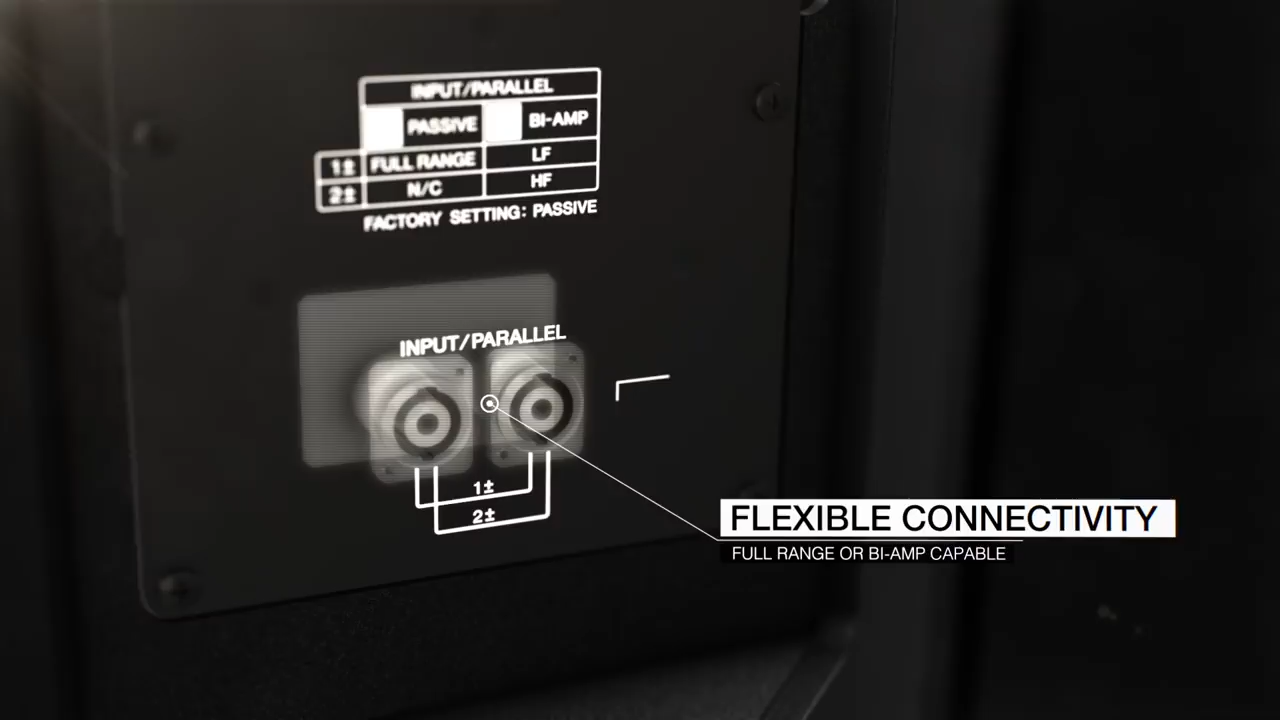 INPUT/PARALLEL
PASSIVE BI-AMP
1± FULL RANGE LF
2± N/C HF
FACTORY SETTING: PASSIVE
INPUT/PARALLEL
1±
2±
FLEXIBLE CONNECTIVITY
FULL RANGE OR BI-AMP CAPABLE